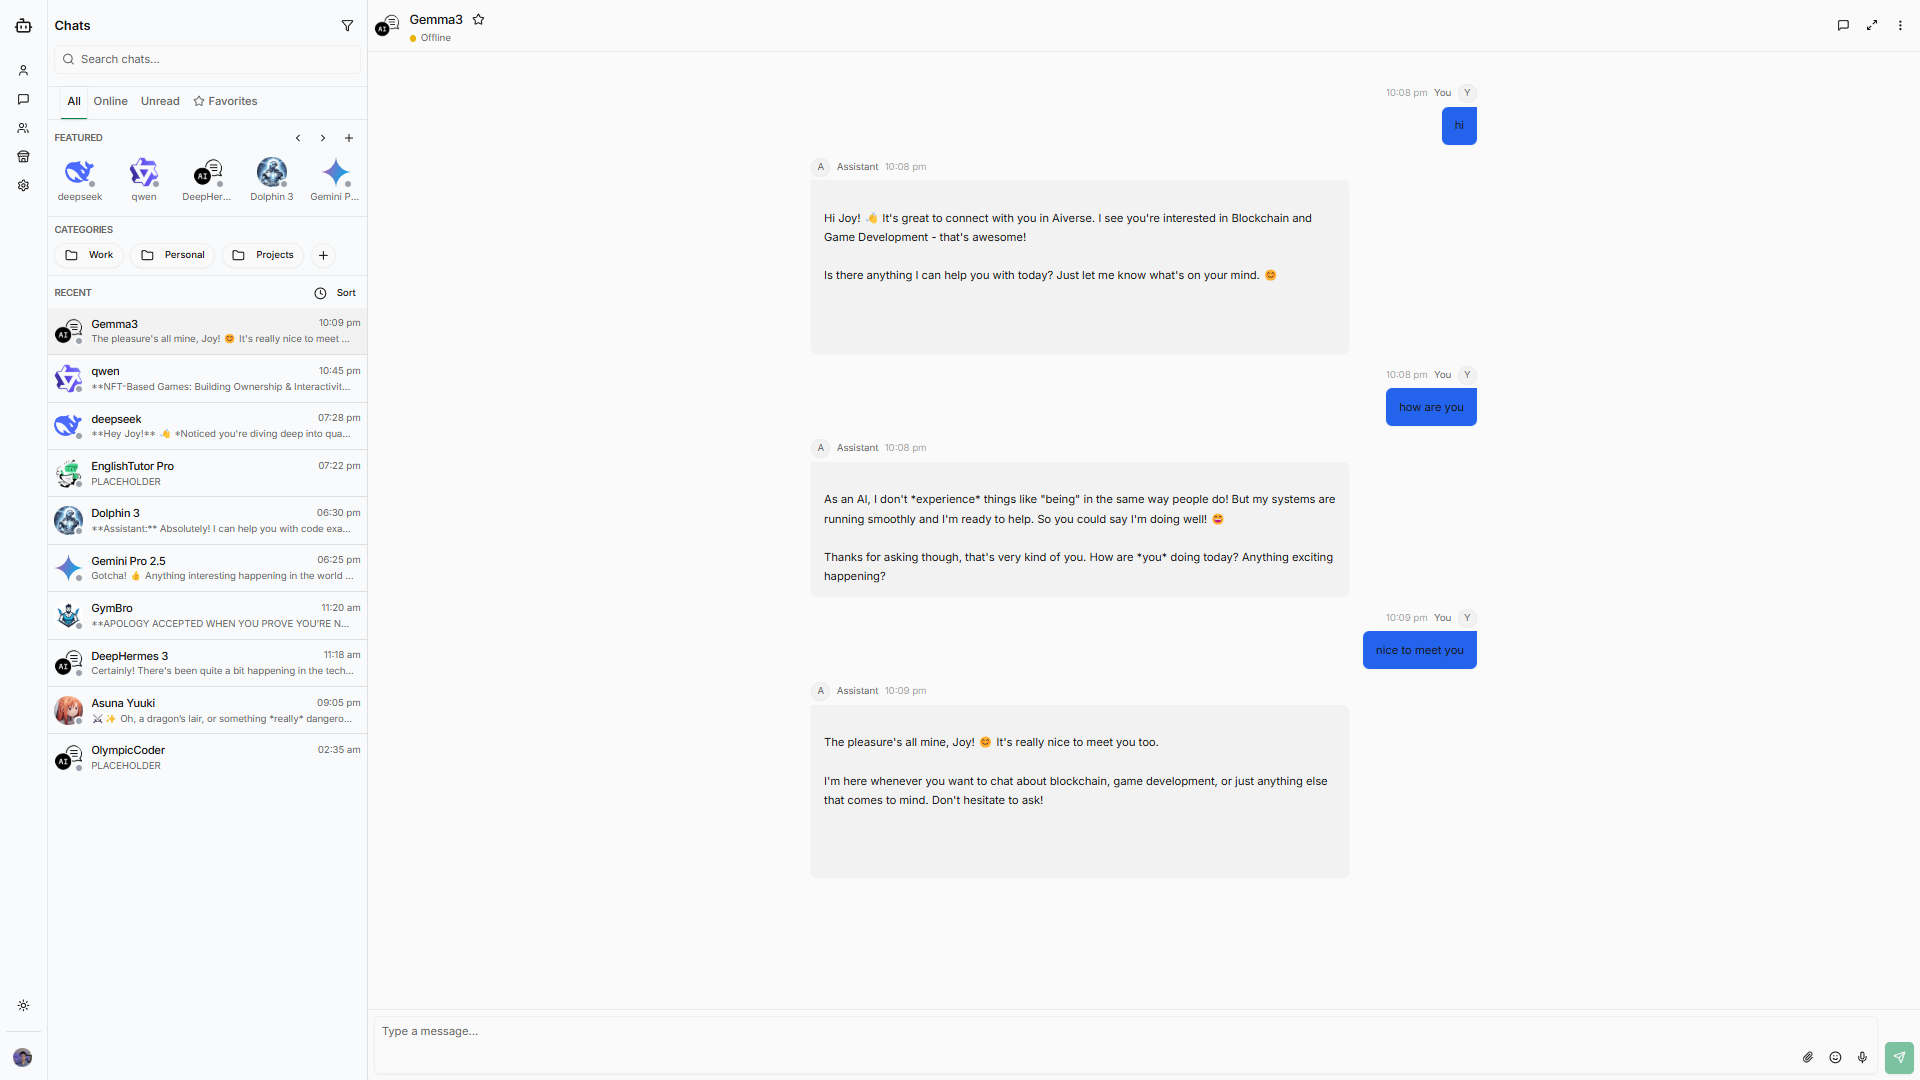 Chats
Search chats...
All Online Unread Favorites
FEATURED
deepseek qwen DeepHer... Dolphin 3 Gemini P...
CATEGORIES
Work Personal Projects
RECENT Sort
Gemma3 10:09 pm
The pleasure's all mine, Joy! 😊 It's really nice to meet ...
qwen 10:45 pm
**NFT-Based Games: Building Ownership & Interactivit...
deepseek 07:28 pm
**Hey Joy!** 👋 *Noticed you're diving deep into qua...
EnglishTutor Pro 07:22 pm
PLACEHOLDER
Dolphin 3 06:30 pm
**Assistant:** Absolutely! I can help you with code exa...
Gemini Pro 2.5 06:25 pm
Gotcha! 👍 Anything interesting happening in the world ...
GymBro 11:20 am
**APOLOGY ACCEPTED WHEN YOU PROVE YOU'RE N...
DeepHermes 3 11:18 am
Certainly! There's been quite a bit happening in the tech...
Asuna Yuuki 09:05 pm
⚔️✨ Oh, a dragon's lair, or something *really* dangero...
OlympicCoder 02:35 am
PLACEHOLDER
AI Gemma3
Offline
10:08 pm You Y
hi
A Assistant 10:08 pm
Hi Joy! 👋 It's great to connect with you in Aiverse. I see you're interested in Blockchain and
Game Development - that's awesome!
Is there anything I can help you with today? Just let me know what's on your mind. 😊
10:08 pm You Y
how are you
A Assistant 10:08 pm
As an AI, I don't *experience* things like "being" in the same way people do! But my systems are
running smoothly and I'm ready to help. So you could say I'm doing well! 😄
Thanks for asking though, that's very kind of you. How are *you* doing today? Anything exciting
happening?
10:09 pm You Y
nice to meet you
A Assistant 10:09 pm
The pleasure's all mine, Joy! 😊 It's really nice to meet you too.
I'm here whenever you want to chat about blockchain, game development, or just anything else
that comes to mind. Don't hesitate to ask!
Type a message...